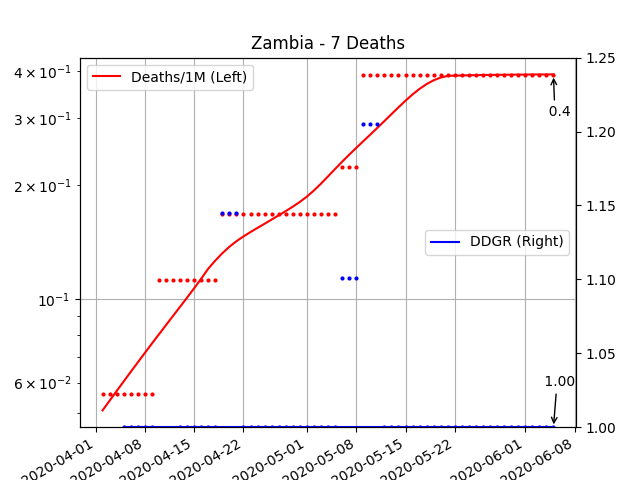 Zambia - 7 Deaths
Deaths/1M (Left)
DDGR (Right)
4 × 10⁻¹
3 × 10⁻¹
2 × 10⁻¹
10⁻¹
6 × 10⁻²
1.25
1.20
1.15
1.10
1.05
1.00
0.4
1.00
2020-04-01
2020-04-08
2020-04-15
2020-04-22
2020-05-01
2020-05-08
2020-05-15
2020-05-22
2020-06-01
2020-06-08